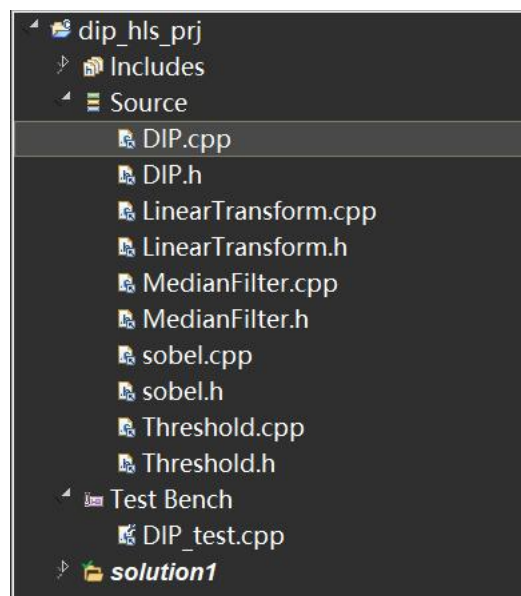 dip_hls_prj
Includes
Source
DIP.cpp
DIP.h
LinearTransform.cpp
LinearTransform.h
MedianFilter.cpp
MedianFilter.h
sobel.cpp
sobel.h
Threshold.cpp
Threshold.h
Test Bench
DIP_test.cpp
solution1